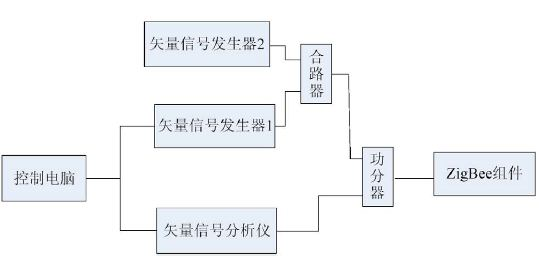 矢量信号发生器2
合路器
矢量信号发生器1
控制电脑
功分器
ZigBee组件
矢量信号分析仪